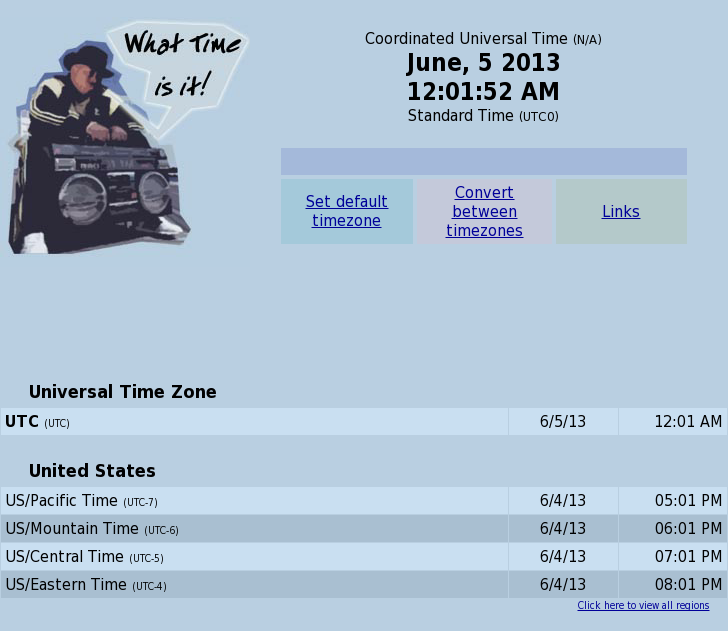 What Time
is it!
Coordinated Universal Time (N/A)
June, 5 2013
12:01:52 AM
Standard Time (UTC0)
Set default
timezone
Convert
between
timezones
Links
Universal Time Zone
UTC (UTC) 6/5/13 12:01 AM
United States
US/Pacific Time (UTC-7) 6/4/13 05:01 PM
US/Mountain Time (UTC-6) 6/4/13 06:01 PM
US/Central Time (UTC-5) 6/4/13 07:01 PM
US/Eastern Time (UTC-4) 6/4/13 08:01 PM
Click here to view all regions